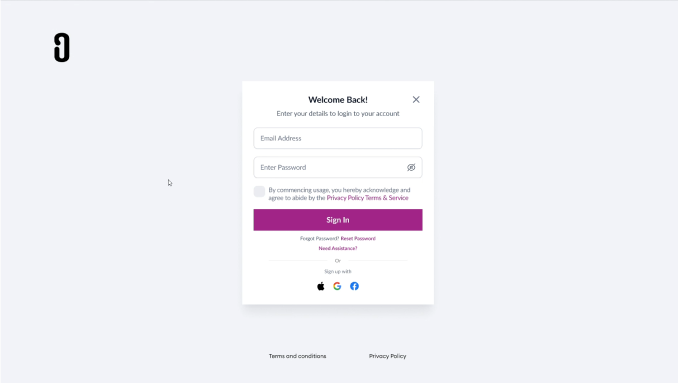 Welcome Back!
Enter your details to login to your account
Email Address
Enter Password
By commencing usage, you hereby acknowledge and
agree to abide by the Privacy Policy Terms & Service
Sign In
Forgot Password? Reset Password
Need Assistance?
Or
Sign up with
Terms and conditions
Privacy Policy